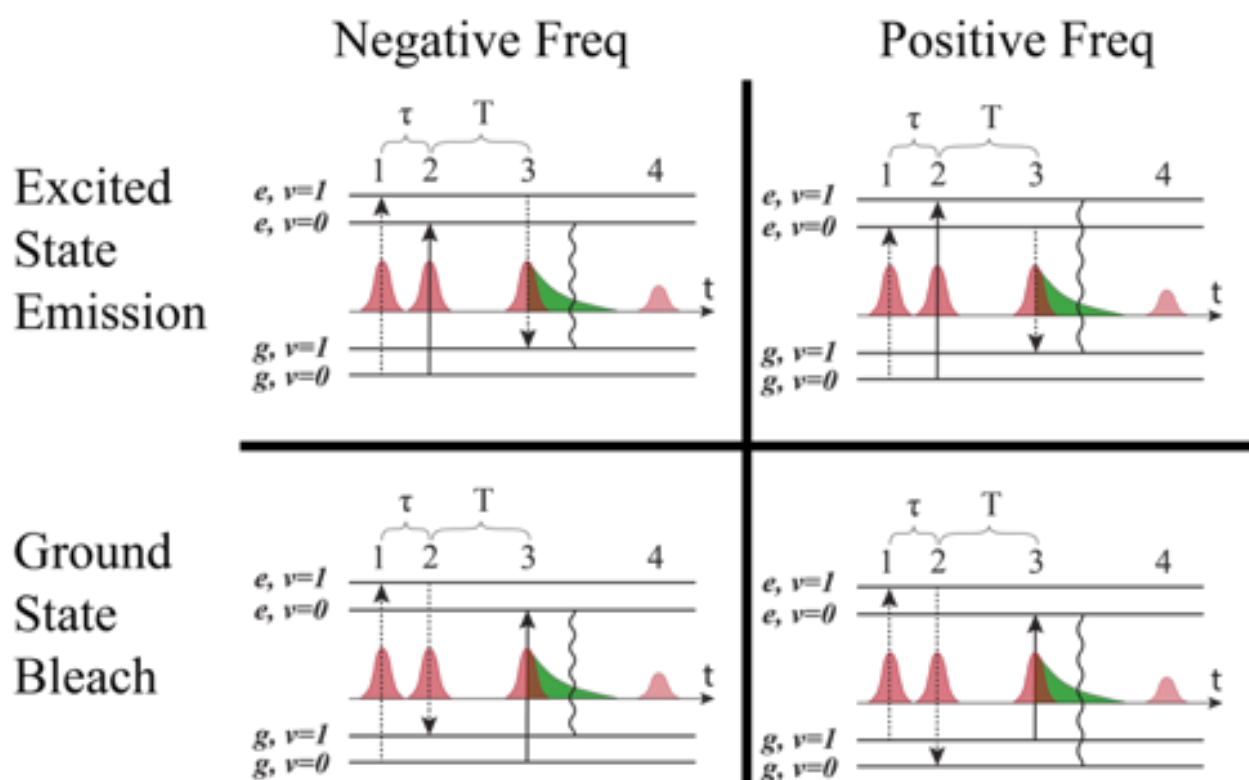 Negative Freq
Positive Freq
Excited
State
Emission
τ T
1 2 3 4
e, v=1
e, v=0
t
g, v=1
g, v=0
τ T
1 2 3 4
e, v=1
e, v=0
t
g, v=1
g, v=0
Ground
State
Bleach
τ T
1 2 3 4
e, v=1
e, v=0
t
g, v=1
g, v=0
τ T
1 2 3 4
e, v=1
e, v=0
t
g, v=1
g, v=0